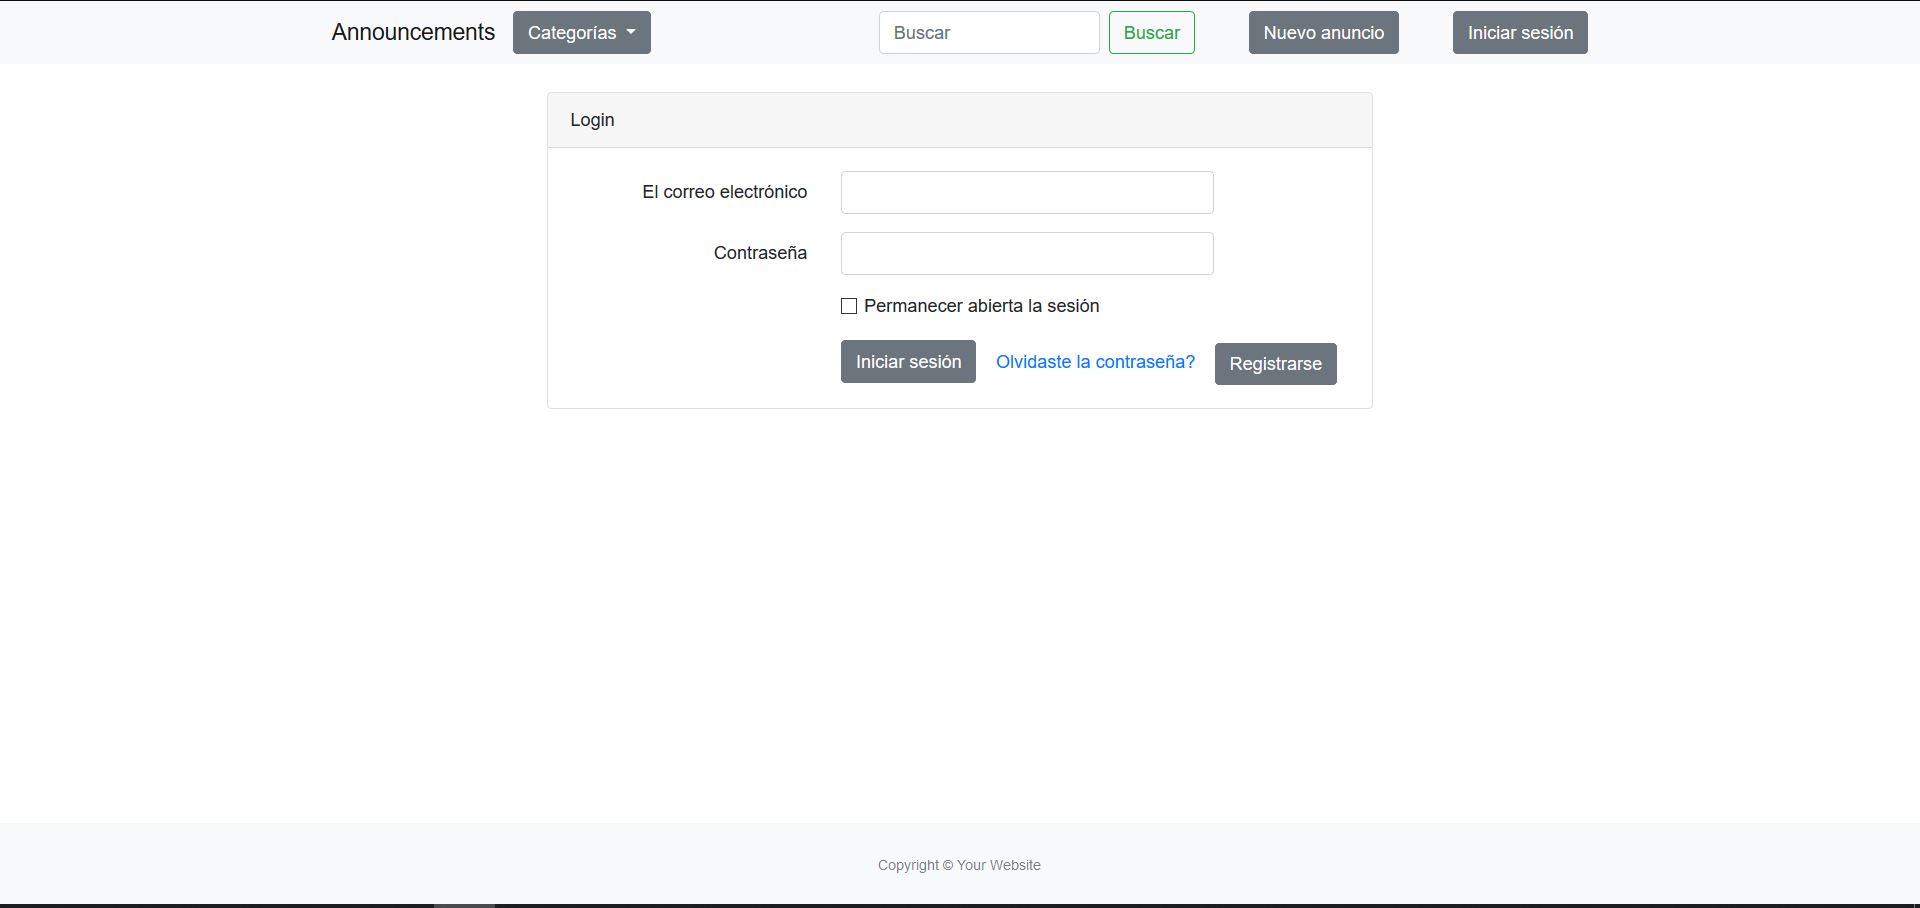 Announcements Categorías Buscar Buscar Nuevo anuncio Iniciar sesión
Login
El correo electrónico
Contraseña
Permanecer abierta la sesión
Iniciar sesión Olvidaste la contraseña? Registrarse
Copyright © Your Website